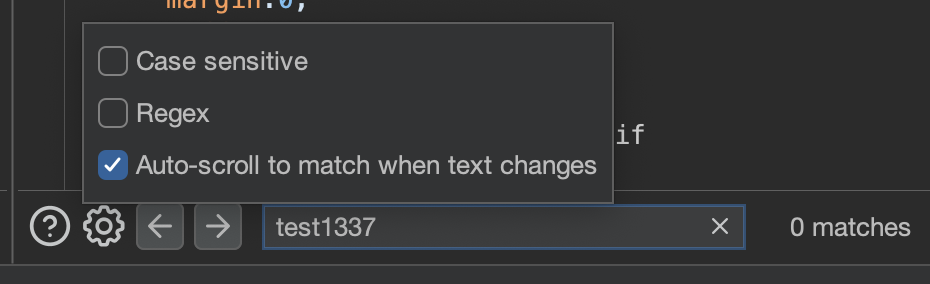 margin:0;
Case sensitive
Regex
if
Auto-scroll to match when text changes
test1337
0 matches